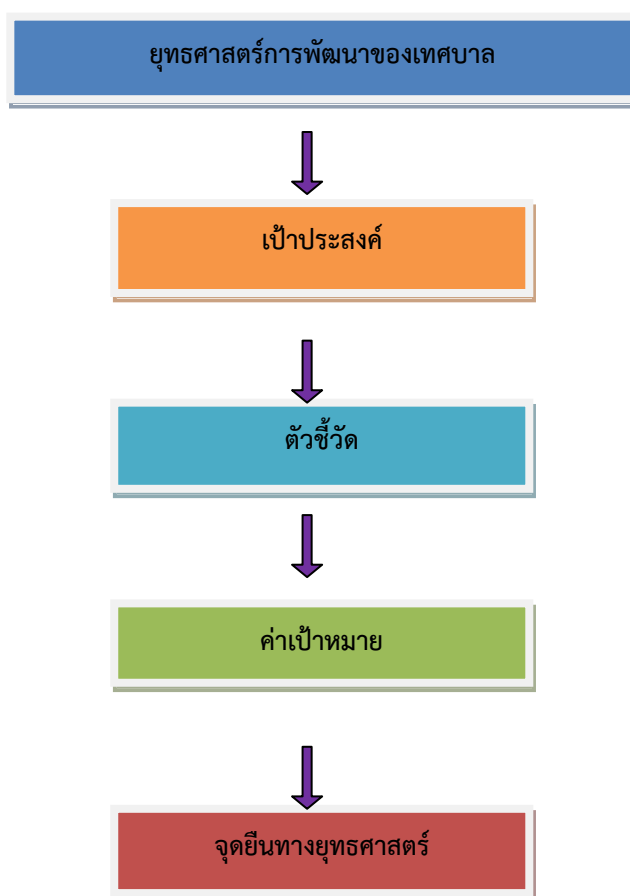 ยุทธศาสตร์การพัฒนาของเทศบาล
เป้าประสงค์
ตัวชี้วัด
ค่าเป้าหมาย
จุดยืนทางยุทธศาสตร์